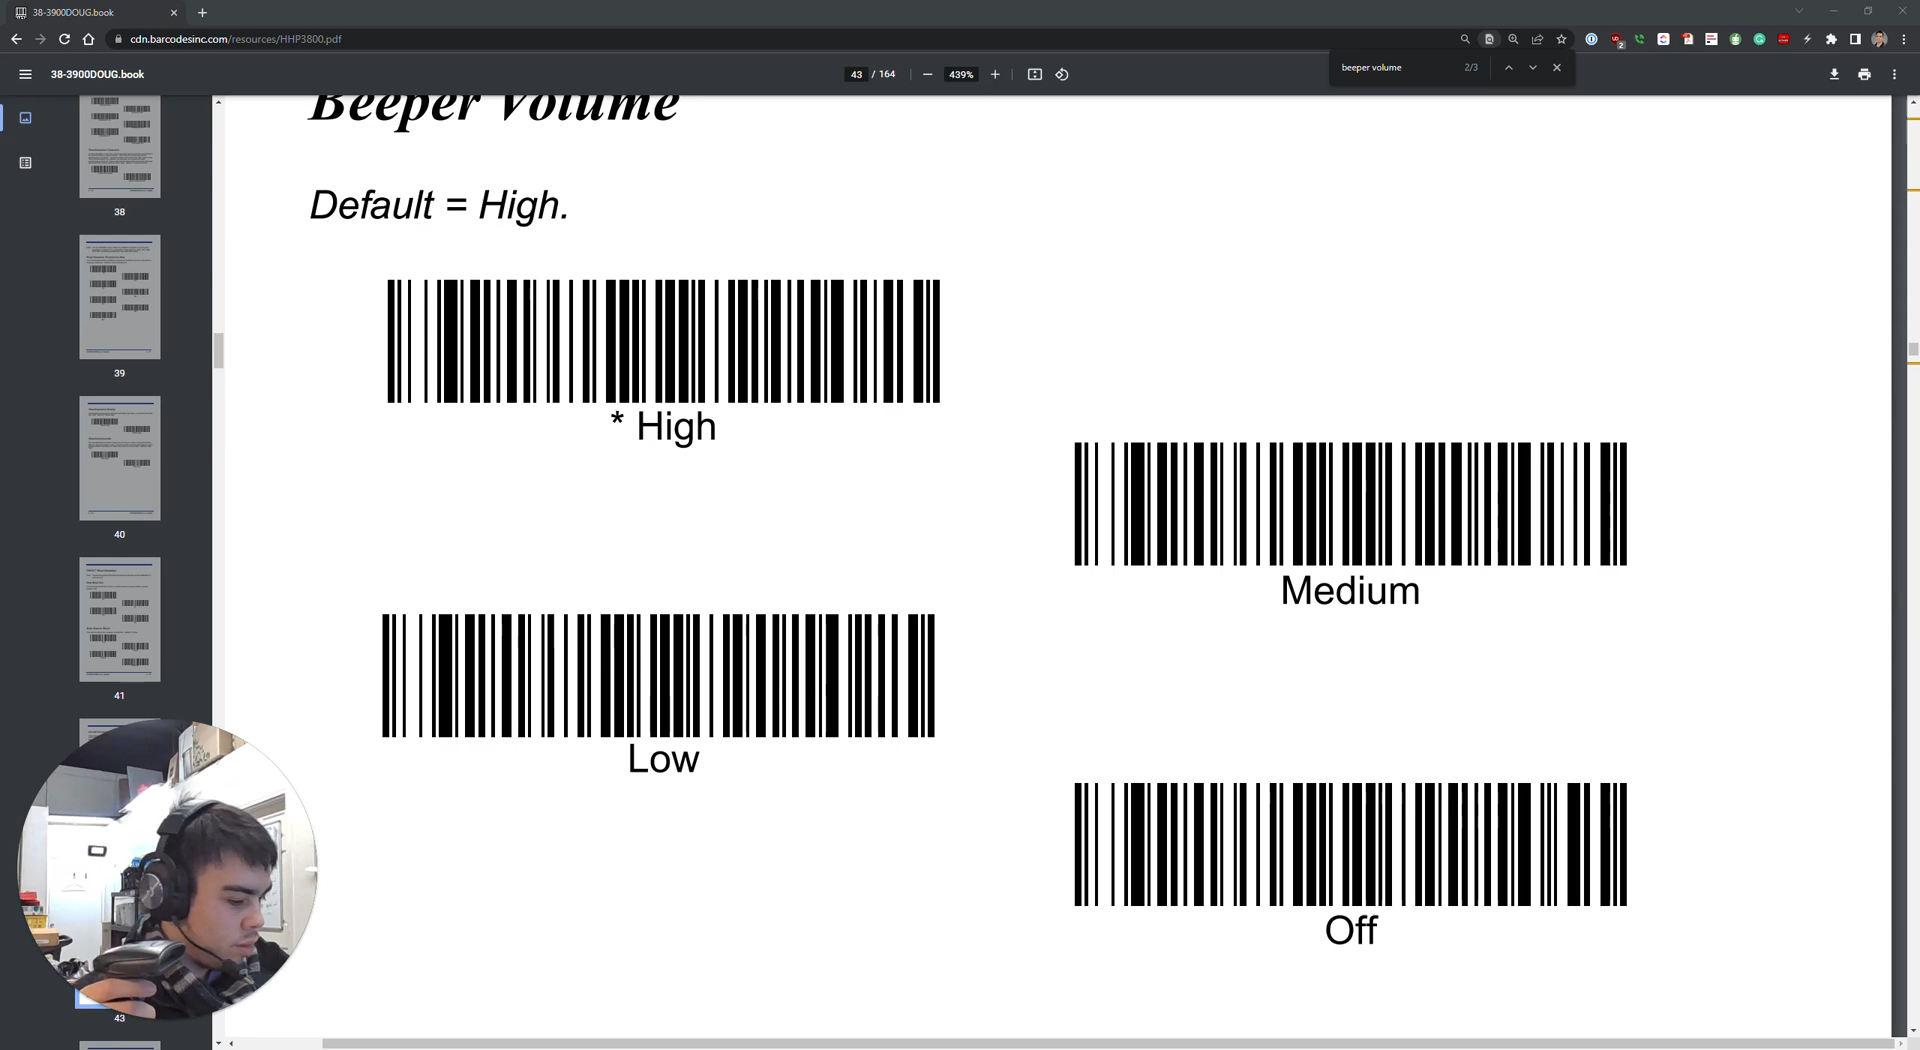 38-3900DOUG.book
cdn.barcodesinc.com/resources/HHP3800.pdf
38-3900DOUG.book
43 / 164
439%
beeper volume
2/3
38
39
40
41
43
Beeper Volume
Default = High.
* High
Medium
Low
Off